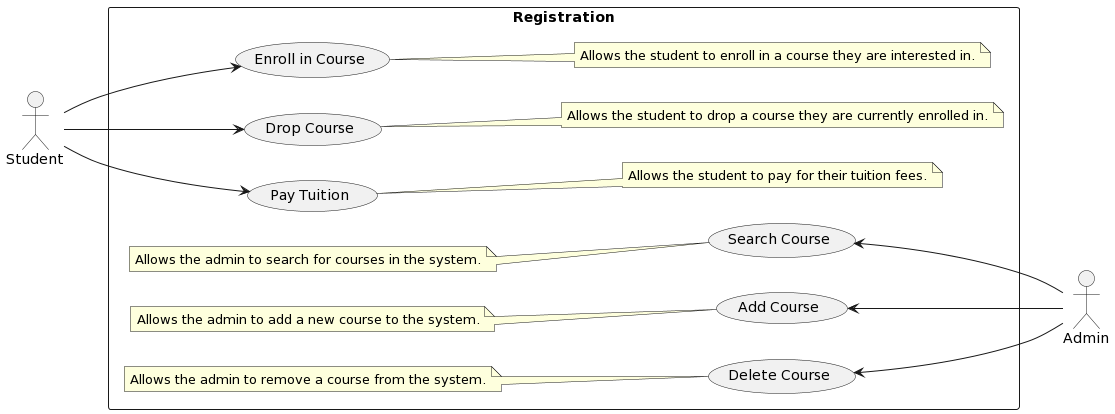 Registration
Enroll in Course
Allows the student to enroll in a course they are interested in.
Drop Course
Allows the student to drop a course they are currently enrolled in.
Student
Pay Tuition
Allows the student to pay for their tuition fees.
Search Course
Allows the admin to search for courses in the system.
Add Course
Allows the admin to add a new course to the system.
Admin
Delete Course
Allows the admin to remove a course from the system.